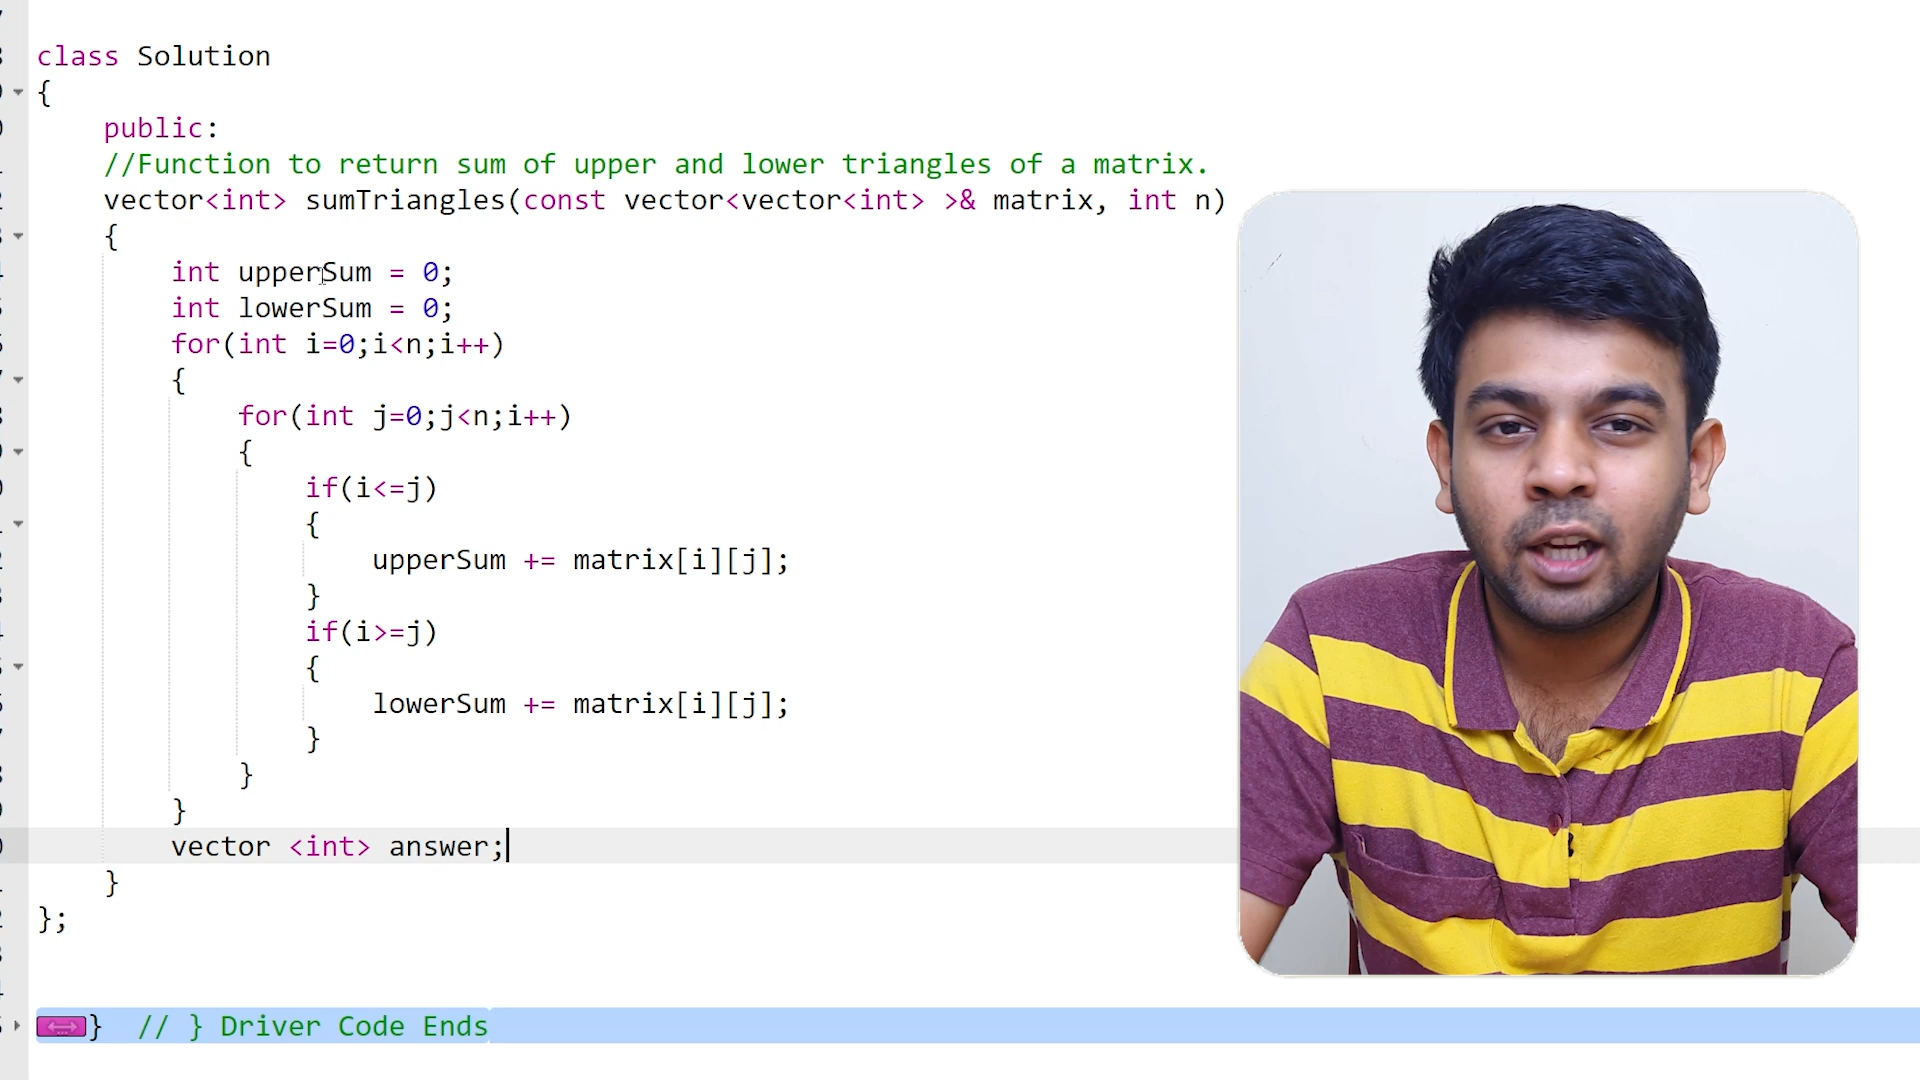 class Solution
{
public:
//Function to return sum of upper and lower triangles of a matrix.
vector<int> sumTriangles(const vector<vector<int> >& matrix, int n)
{
int upperSum = 0;
int lowerSum = 0;
for(int i=0;i<n;i++)
{
for(int j=0;j<n;i++)
{
if(i<=j)
{
upperSum += matrix[i][j];
}
if(i>=j)
{
lowerSum += matrix[i][j];
}
}
}
vector <int> answer;
}
};
} // } Driver Code Ends